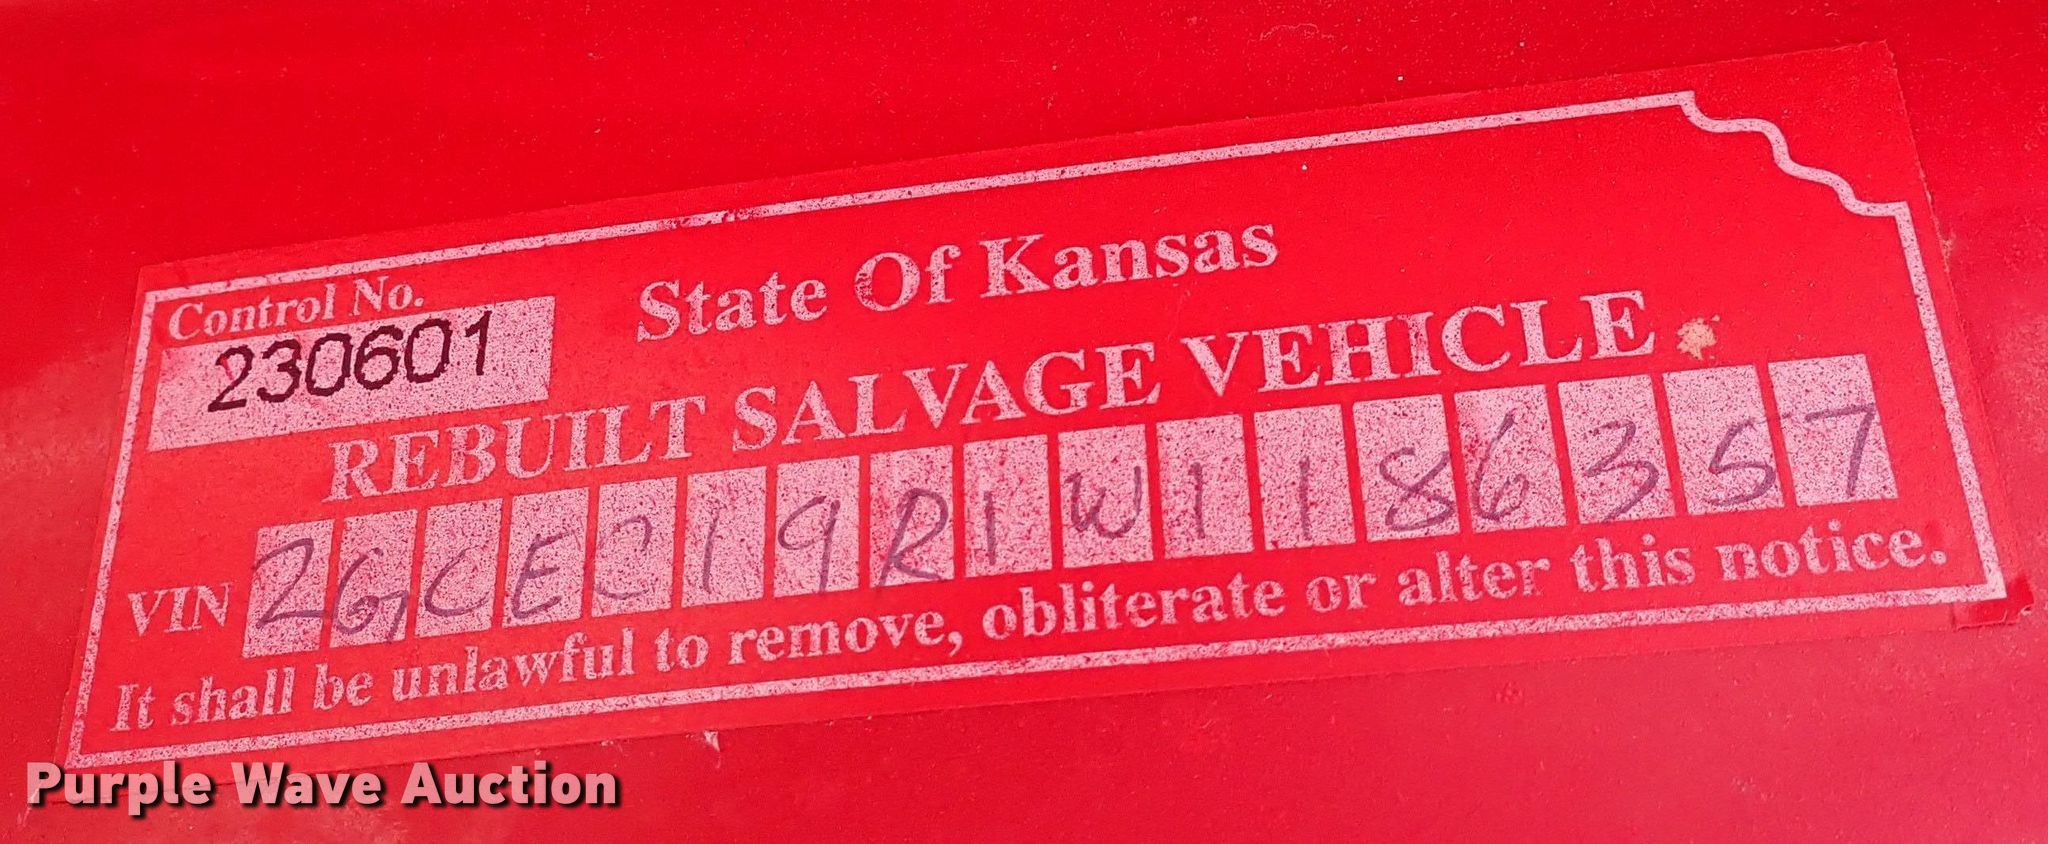 Control No.
230601
State Of Kansas
REBUILT SALVAGE VEHICLE
VIN 2GCEC19R1W1186357
It shall be unlawful to remove, obliterate or alter this notice.
Purple Wave Auction